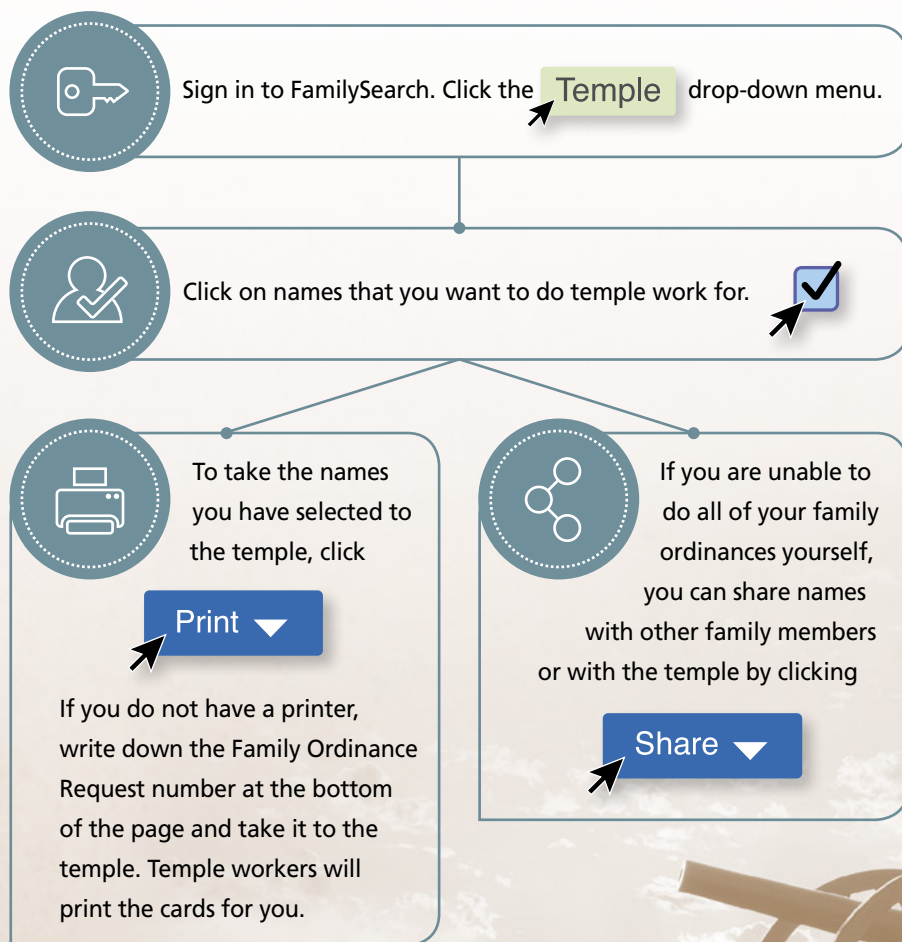 Sign in to FamilySearch. Click the Temple drop-down menu.
Click on names that you want to do temple work for.
To take the names
you have selected to
the temple, click
Print
If you do not have a printer,
write down the Family Ordinance
Request number at the bottom
of the page and take it to the
temple. Temple workers will
print the cards for you.
If you are unable to
do all of your family
ordinances yourself,
you can share names
with other family members
or with the temple by clicking
Share